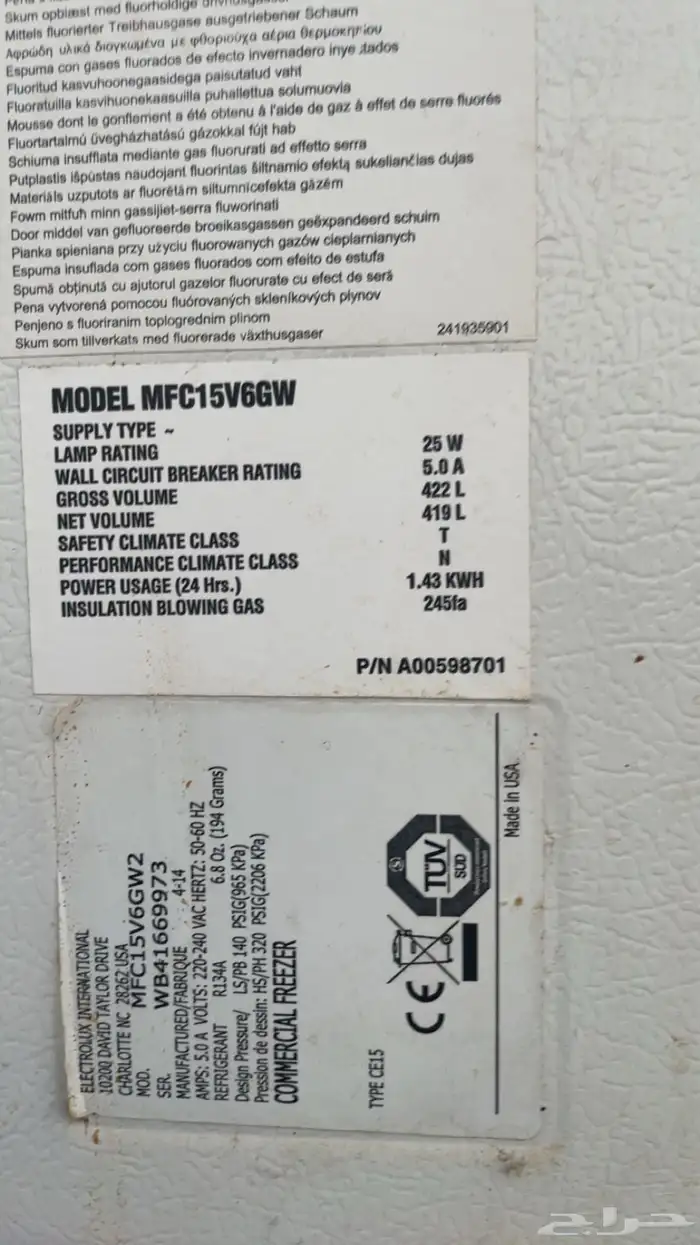 Skum opblæst med fluorholdige
Mittels fluorierter Treibhausgase ausgetriebener Schaum
Αφρώδη υλικά διογκωμένα με φθοριούχα αέρια θερμοκηπίου
Espuma con gases fluorados de efecto invernadero inye tados
Fluoritud kasvuhoonegaasidega paisutatud vaht
Fluoratuilla kasvihuonekaasuilla puhallettua solumuovia
Mousse dont le gonflement a été obtenu à l'aide de gaz à effet de serre fluorés
Fluortartalmú üvegházhatású gázokkal fújt hab
Schiuma insufflata mediante gas fluorurati ad effetto serra
Putplastis išpūstas naudojant fluorintas šiltnamio efektą sukeliančias dujas
Materiāls uzpūtots ar fluorētām siltumnīcefekta gāzēm
Fowm mitfuħ minn gassijiet-serra fluworinati
Door middel van gefluoreerde broeikasgassen geëxpandeerd schuim
Pianka spieniana przy użyciu fluorowanych gazów cieplarnianych
Espuma insuflada com gases fluorados com efeito de estufa
Spumă obţinută cu ajutorul gazelor fluorurate cu efect de seră
Pena vytvorená pomocou fluórovaných skleníkových plynov
Penjeno s fluoriranim toplogrednim plinom
Skum som tillverkats med fluorerade växthusgaser 241935901
MODEL MFC15V6GW
SUPPLY TYPE ~
LAMP RATING 25 W
WALL CIRCUIT BREAKER RATING 5.0 A
GROSS VOLUME 422 L
NET VOLUME 419 L
SAFETY CLIMATE CLASS T
PERFORMANCE CLIMATE CLASS N
POWER USAGE (24 Hrs.) 1.43 KWH
INSULATION BLOWING GAS 245fa
P/N A00598701
ELECTROLUX INTERNATIONAL
10200 DAVID TAYLOR DRIVE
CHARLOTTE NC 28262 USA
MOD. MFC15V6GW2
SER. WB41669973
MANUFACTURED/FABRIQUE 4-14
AMPS: 5.0 A VOLTS: 220-240 VAC HERTZ: 50-60 HZ
REFRIGERANT R134A 6.8 Oz. (194 Grams)
Design Pressure/ LS/PB 140 PSIG(965 KPa)
Pression de dessin: HS/PH 320 PSIG(2206 KPa)
COMMERCIAL FREEZER
TYPE CE15
CE
TÜV
SÜD
Made in USA
حراج